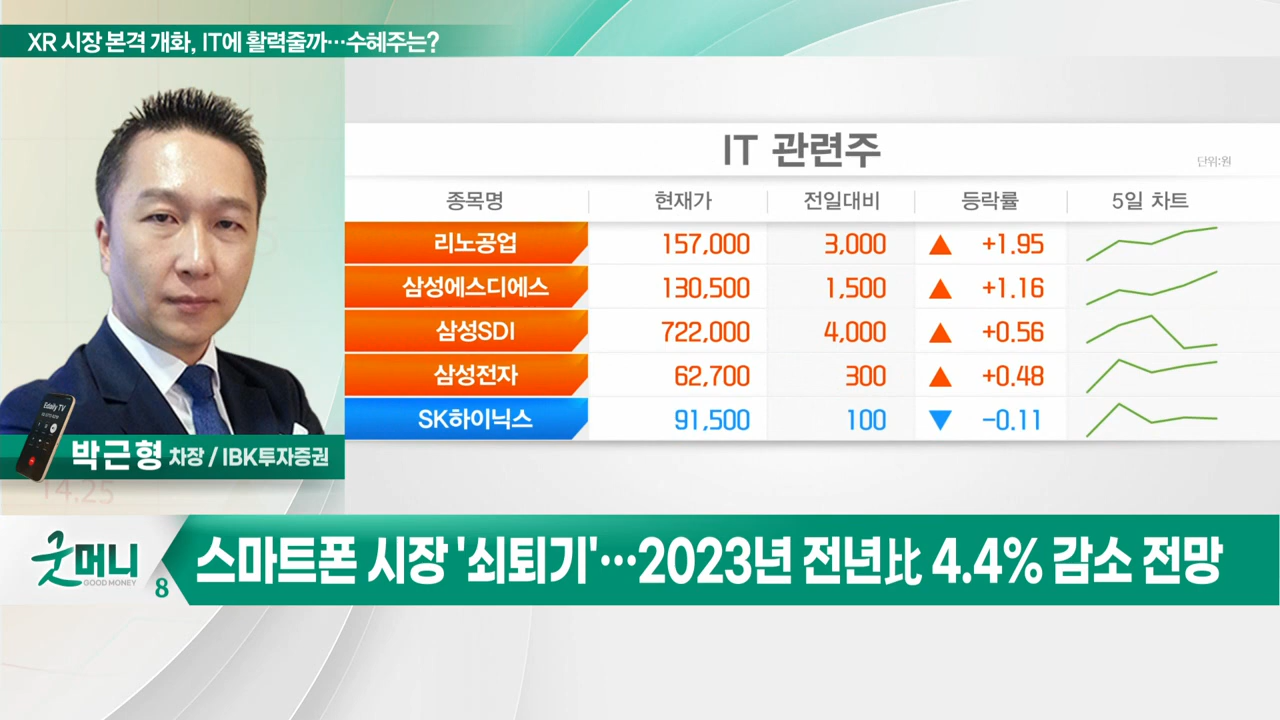 XR 시장 본격 개화, IT에 활력줄까…수혜주는?
IT 관련주
단위:원
종목명 현재가 전일대비 등락률 5일 차트
리노공업 157,000 3,000 ▲ +1.95
삼성에스디에스 130,500 1,500 ▲ +1.16
삼성SDI 722,000 4,000 ▲ +0.56
삼성전자 62,700 300 ▲ +0.48
SK하이닉스 91,500 100 ▼ -0.11
Edaily TV
박근형 차장 / IBK투자증권
14.25
굿머니
GOOD MONEY
8
스마트폰 시장 '쇠퇴기'…2023년 전년比 4.4% 감소 전망